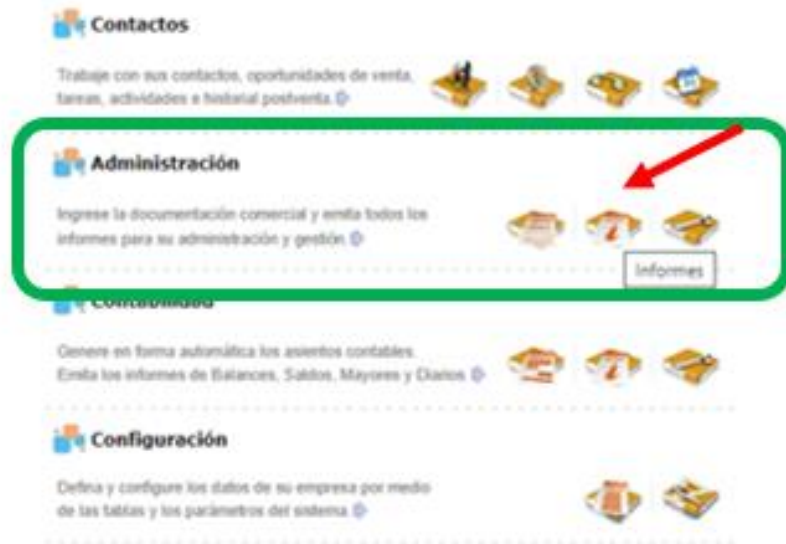 Contactos
Trabaje con sus contactos, oportunidades de venta,
tareas, actividades e historial postventa.
Administración
Ingrese la documentación comercial y emita todos los
informes para su administración y gestión.
Informes
Contabilidad
Genere en forma automática los asientos contables.
Emita los informes de Balances, Saldos, Mayores y Diarios.
Configuración
Defina y configure los datos de su empresa por medio
de las tablas y los parámetros del sistema.